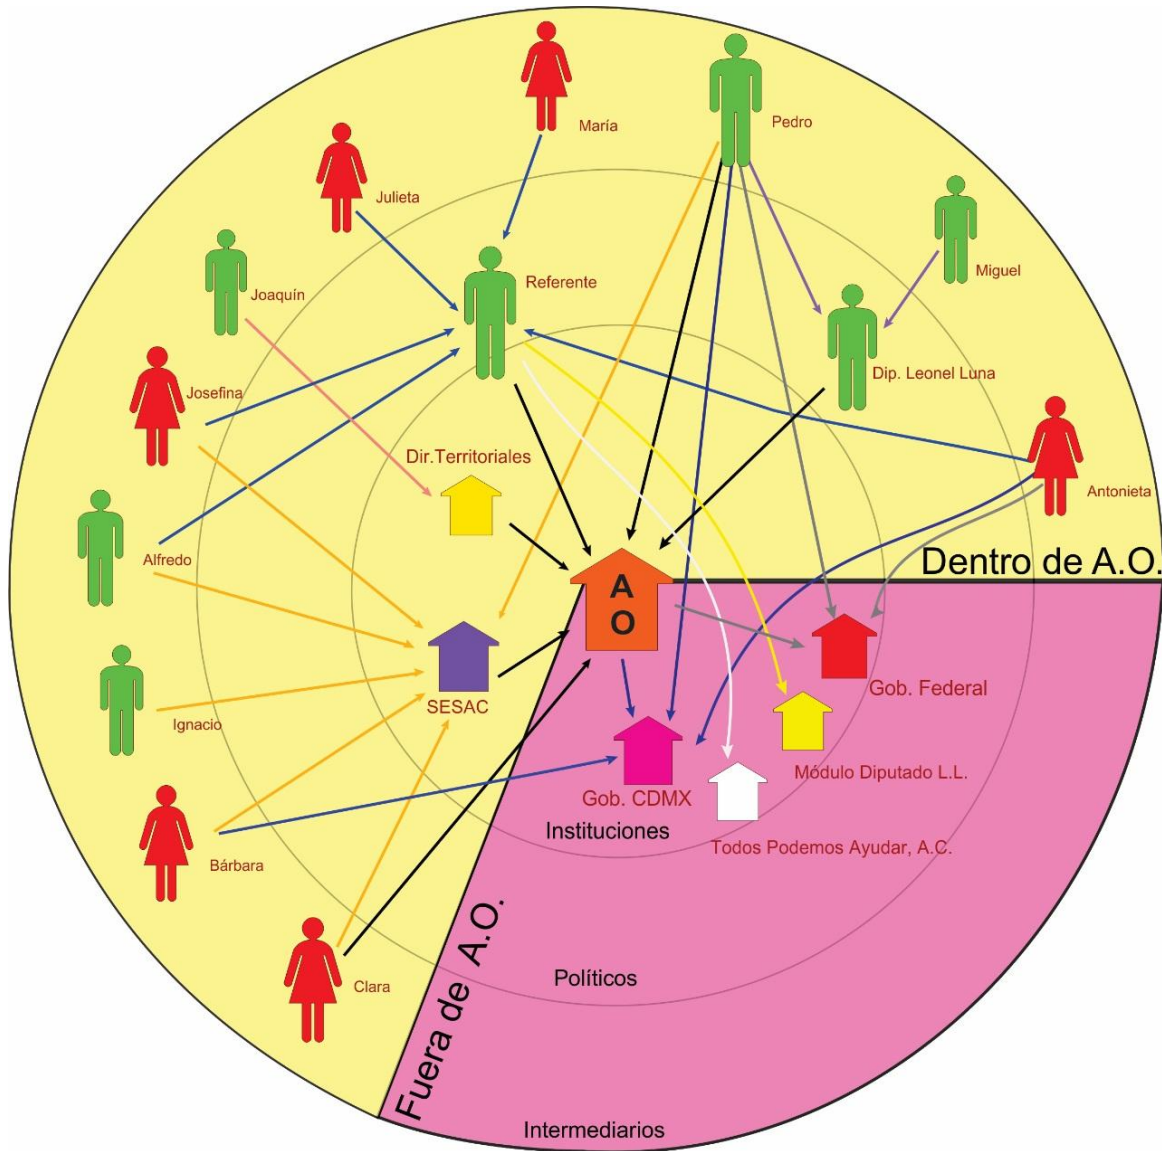 María
Pedro
Julieta
Miguel
Referente
Joaquín
Dip. Leonel Luna
Josefina
Dir.Territoriales
Antonieta
Alfredo
Dentro de A.O.
A
O
Gob. Federal
SESAC
Ignacio
Módulo Diputado L.L.
Gob. CDMX
Instituciones
Todos Podemos Ayudar, A.C.
Bárbara
Fuera de A.O.
Políticos
Clara
Intermediarios